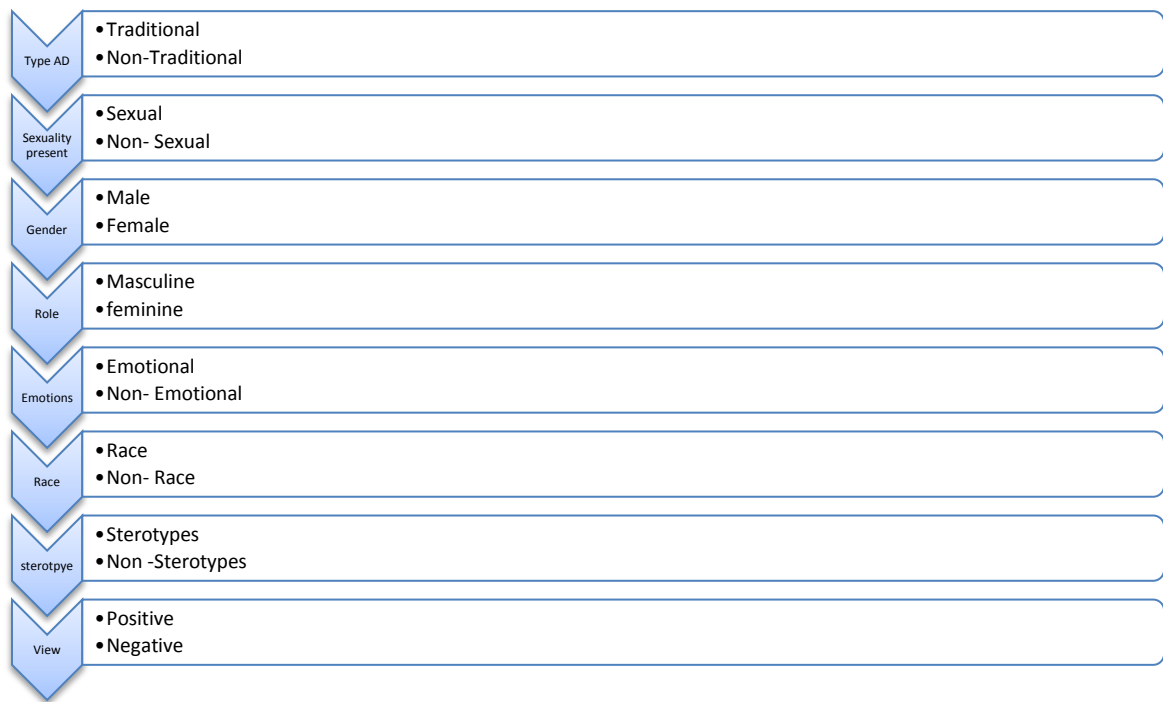 Type AD
•Traditional
•Non-Traditional
Sexuality
present
•Sexual
•Non- Sexual
Gender
•Male
•Female
Role
•Masculine
•feminine
Emotions
•Emotional
•Non- Emotional
Race
•Race
•Non- Race
sterotpye
•Sterotypes
•Non -Sterotypes
View
•Positive
•Negative